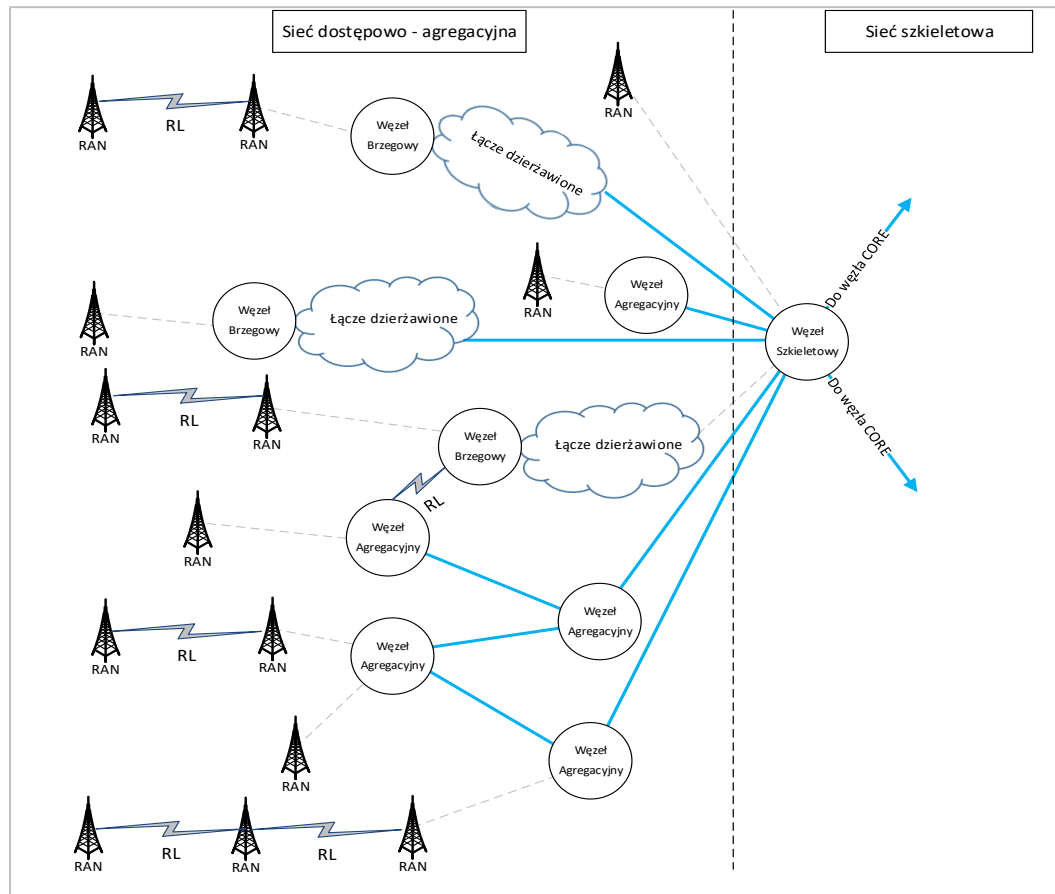 Sieć dostępowo - agregacyjna
Sieć szkieletowa
RAN
RL
RAN
Węzeł
Brzegowy
Łącze dzierżawione
RAN
RAN
Węzeł
Brzegowy
Łącze dzierżawione
RAN
Węzeł
Agregacyjny
Węzeł
Szkieletowy
Do węzła CORE
Do węzła CORE
RAN
RL
RAN
Węzeł
Brzegowy
Łącze dzierżawione
RL
RAN
Węzeł
Agregacyjny
RAN
RL
RAN
Węzeł
Agregacyjny
Węzeł
Agregacyjny
RAN
Węzeł
Agregacyjny
RAN
RL
RAN
RL
RAN